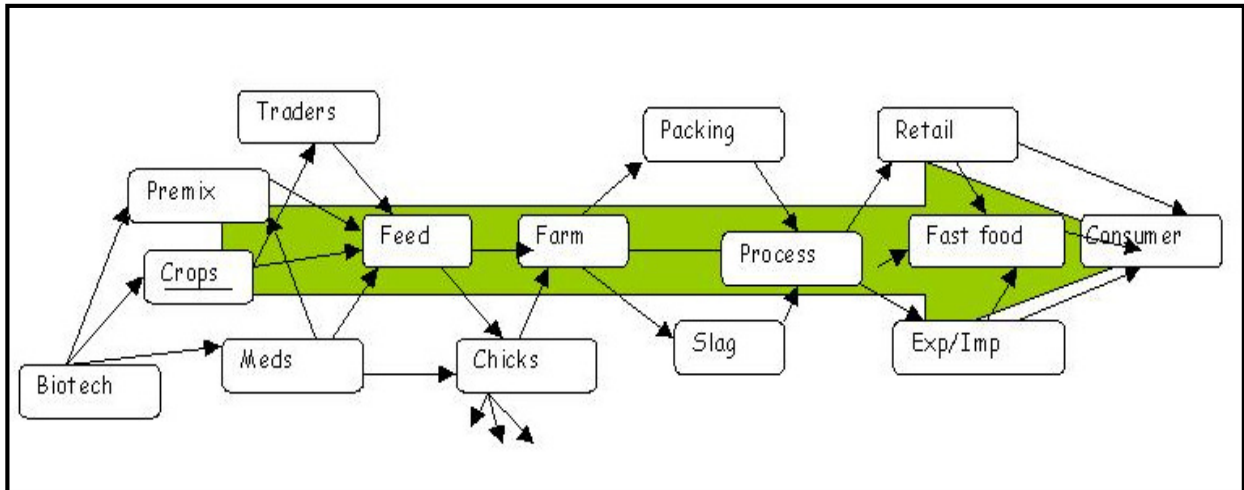 Traders
Packing
Retail
Premix
Feed
Farm
Process
Fast food
Consumer
Crops
Meds
Chicks
Slag
Exp/Imp
Biotech